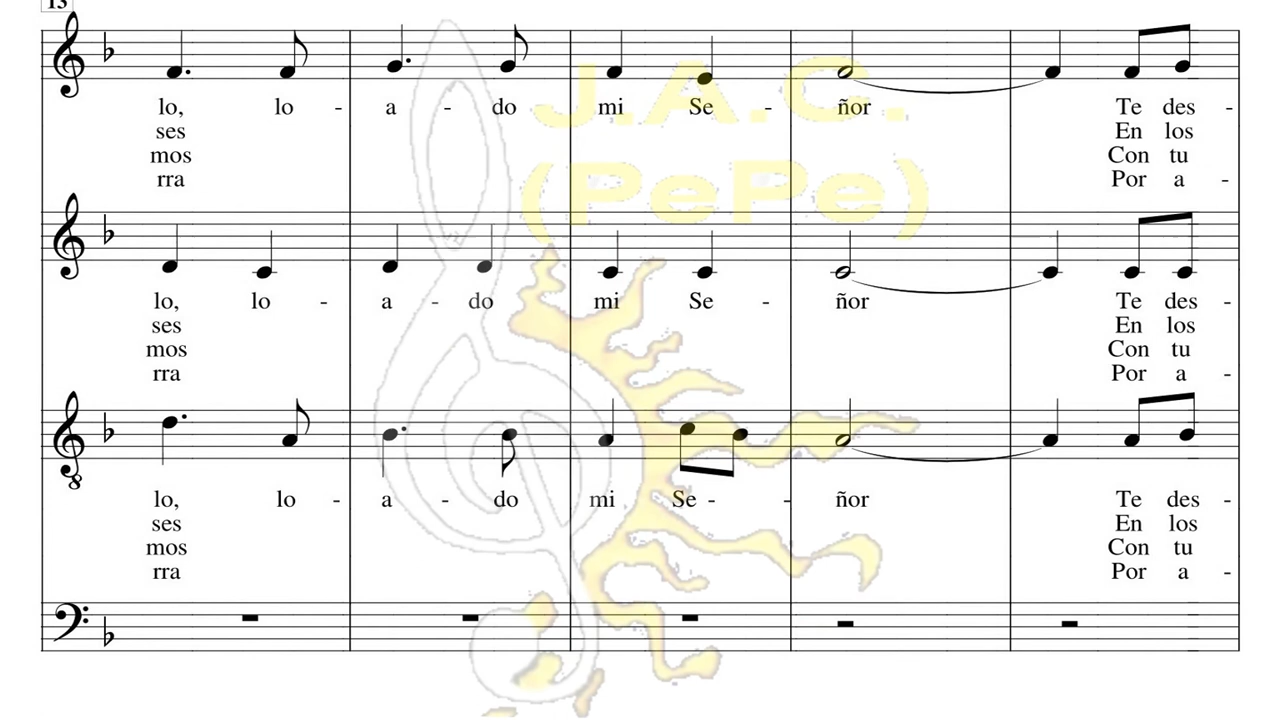 13
lo, lo - a - do mi Se - ñor Te des -
ses En los
mos Con tu
rra Por a -
J.A.C.
(PePe)
lo, lo - a - do mi Se - ñor Te des -
ses En los
mos Con tu
rra Por a -
8
lo, lo - a - do mi Se - - ñor Te des -
ses En los
mos Con tu
rra Por a -